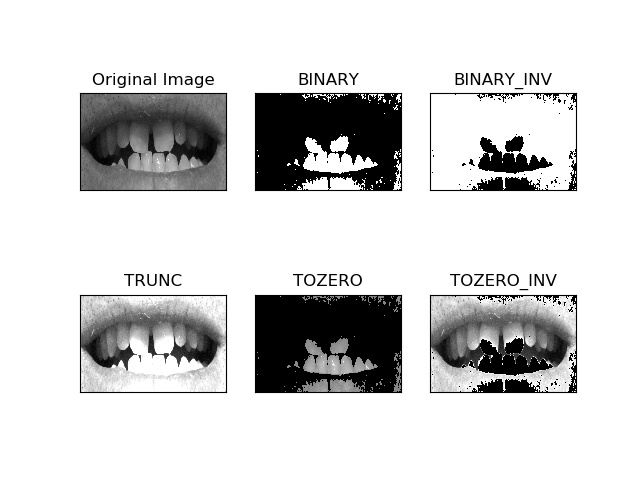 Original Image
BINARY
BINARY_INV
TRUNC
TOZERO
TOZERO_INV